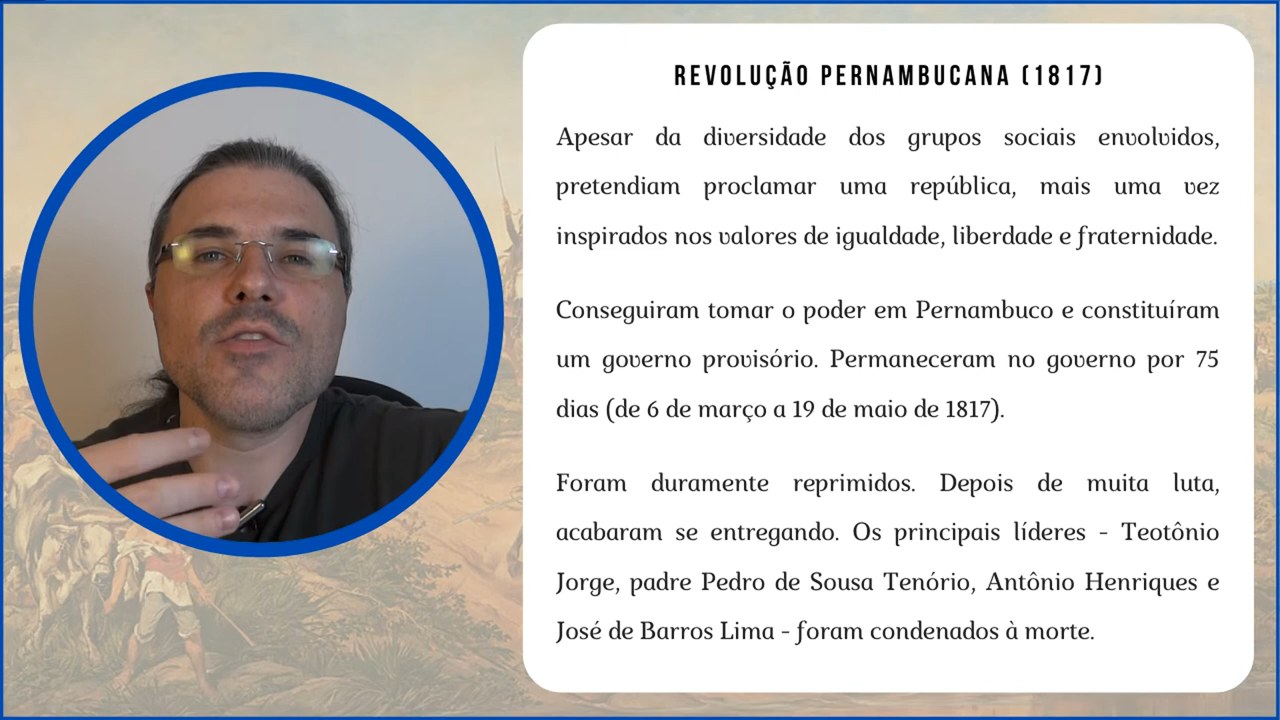 REVOLUÇÃO PERNAMBUCANA (1817)
Apesar da diversidade dos grupos sociais envolvidos,
pretendiam proclamar uma república, mais uma vez
inspirados nos valores de igualdade, liberdade e fraternidade.
Conseguiram tomar o poder em Pernambuco e constituíram
um governo provisório. Permaneceram no governo por 75
dias (de 6 de março a 19 de maio de 1817).
Foram duramente reprimidos. Depois de muita luta,
acabaram se entregando. Os principais líderes - Teotônio
Jorge, padre Pedro de Sousa Tenório, Antônio Henriques e
José de Barros Lima - foram condenados à morte.